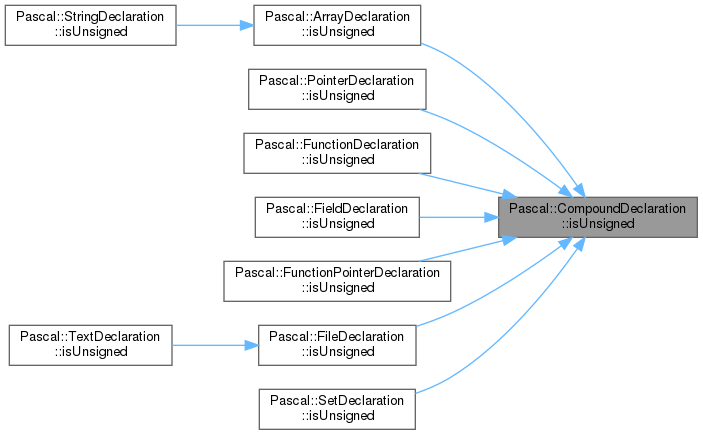 Pascal::StringDeclaration
::isUnsigned
Pascal::ArrayDeclaration
::isUnsigned
Pascal::PointerDeclaration
::isUnsigned
Pascal::FunctionDeclaration
::isUnsigned
Pascal::CompoundDeclaration
::isUnsigned
Pascal::FieldDeclaration
::isUnsigned
Pascal::FunctionPointerDeclaration
::isUnsigned
Pascal::TextDeclaration
::isUnsigned
Pascal::FileDeclaration
::isUnsigned
Pascal::SetDeclaration
::isUnsigned